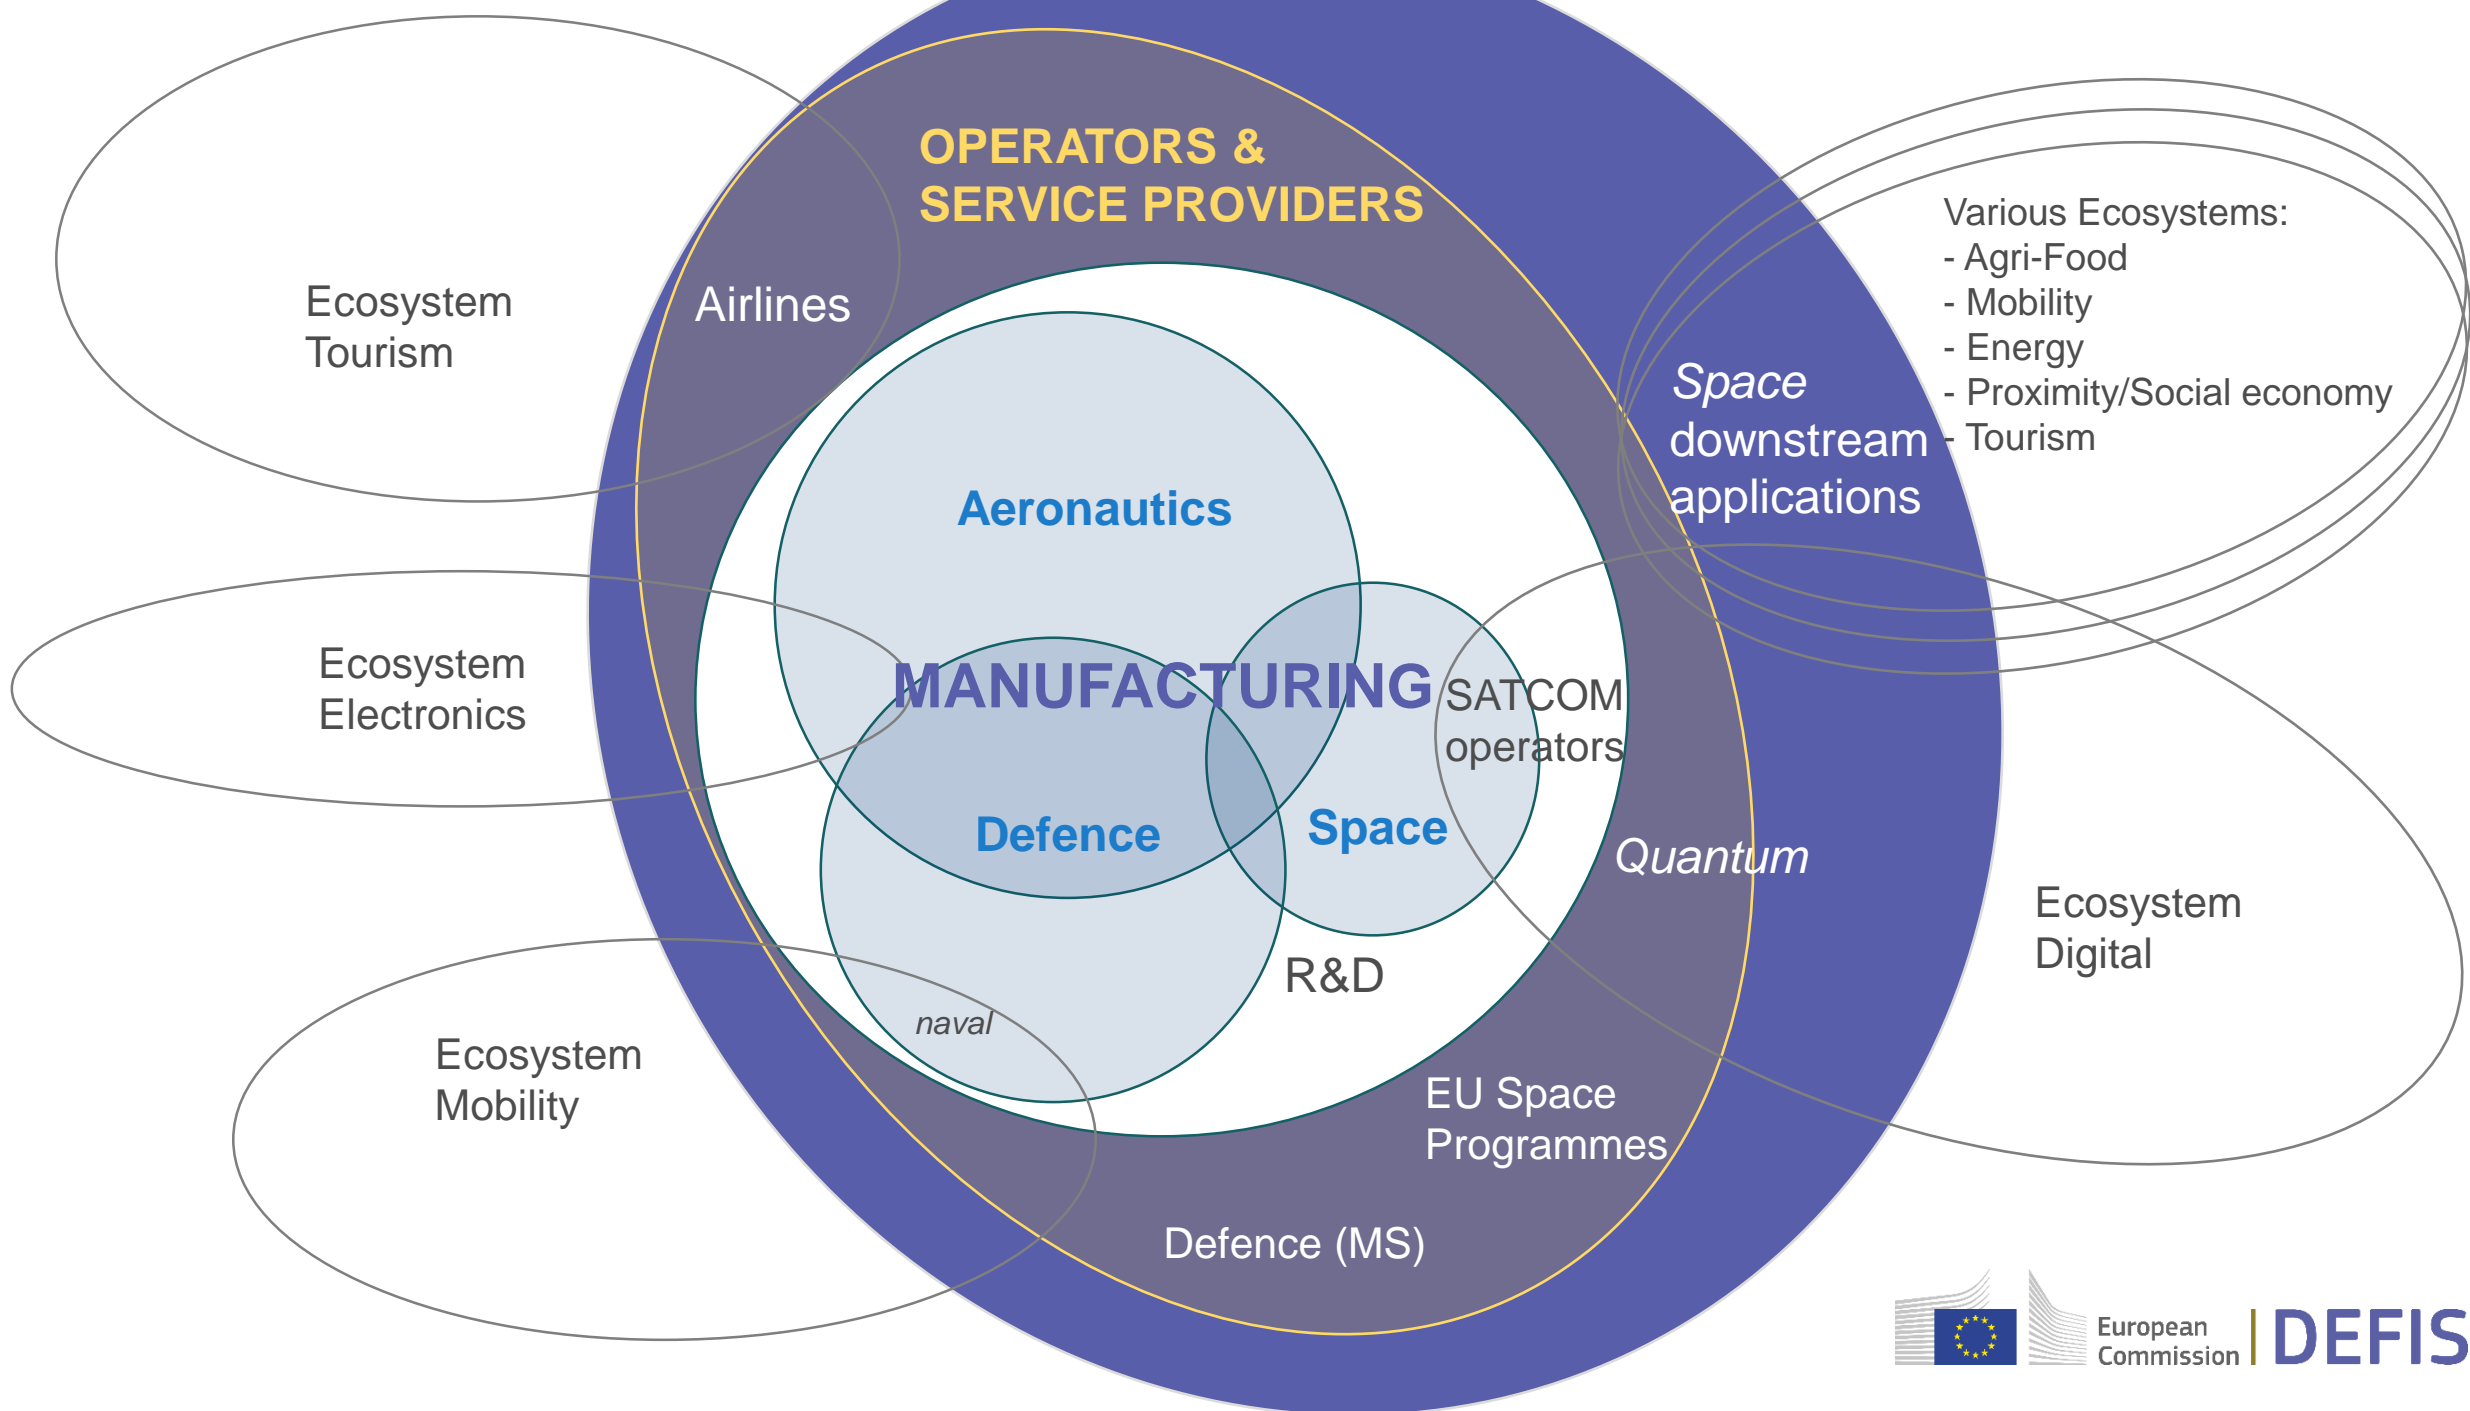 OPERATORS &
SERVICE PROVIDERS
Ecosystem
Tourism
Airlines
Various Ecosystems:
- Agri-Food
- Mobility
- Energy
- Proximity/Social economy
- Tourism
Space
downstream
applications
Aeronautics
MANUFACTURING
Ecosystem
Electronics
SATCOM
operators
Defence
Space
Quantum
Ecosystem
Digital
R&D
naval
Ecosystem
Mobility
EU Space
Programmes
Defence (MS)
European
Commission
DEFIS